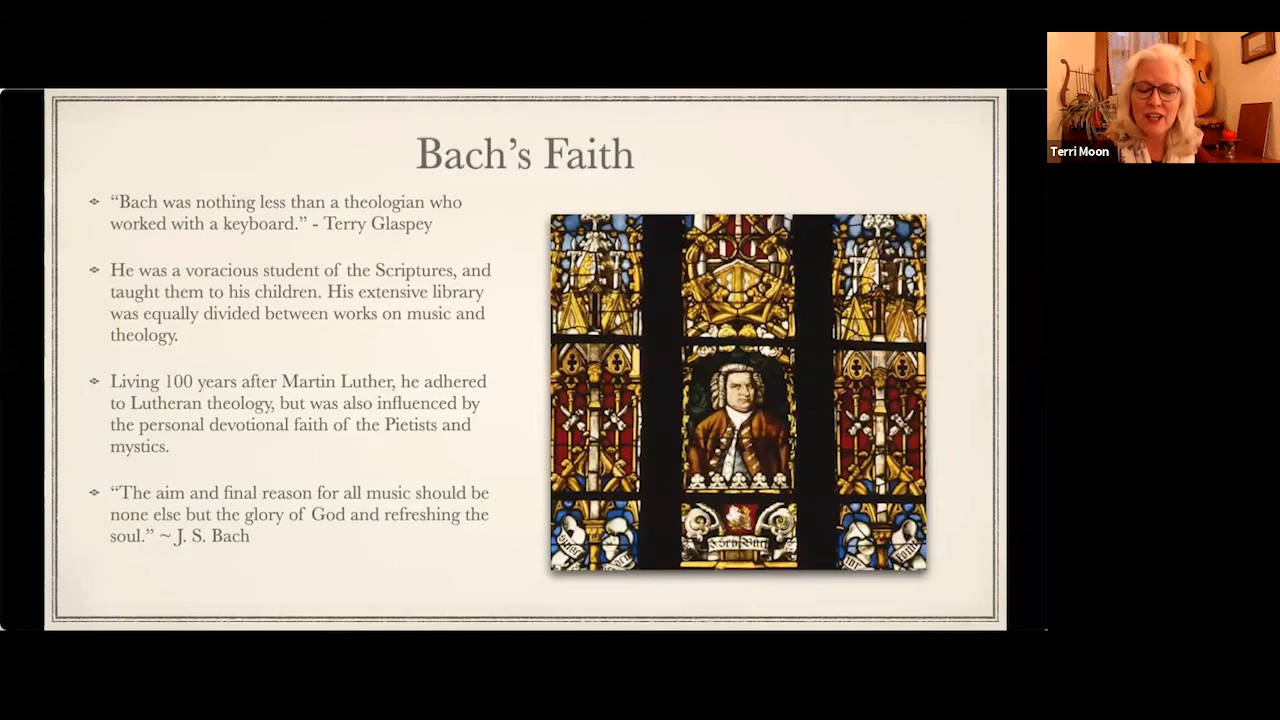 Bach’s Faith
“Bach was nothing less than a theologian who
worked with a keyboard.” - Terry Glaspey
He was a voracious student of the Scriptures, and
taught them to his children. His extensive library
was equally divided between works on music and
theology.
Living 100 years after Martin Luther, he adhered
to Lutheran theology, but was also influenced by
the personal devotional faith of the Pietists and
mystics.
“The aim and final reason for all music should be
none else but the glory of God and refreshing the
soul.” ~ J. S. Bach
Terri Moon